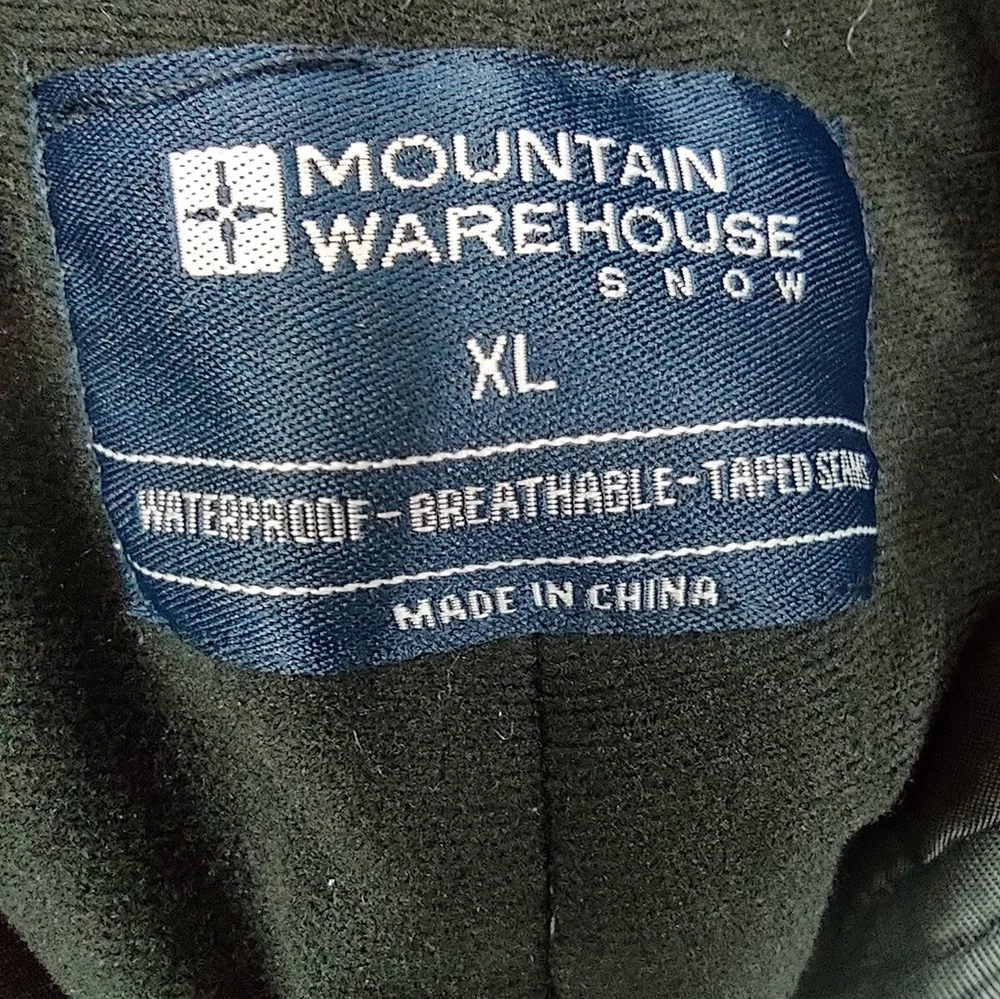 MOUNTAIN
WAREHOUSE
SNOW
XL
WATERPROOF-BREATHABLE-TAPED SEAMS
MADE IN CHINA